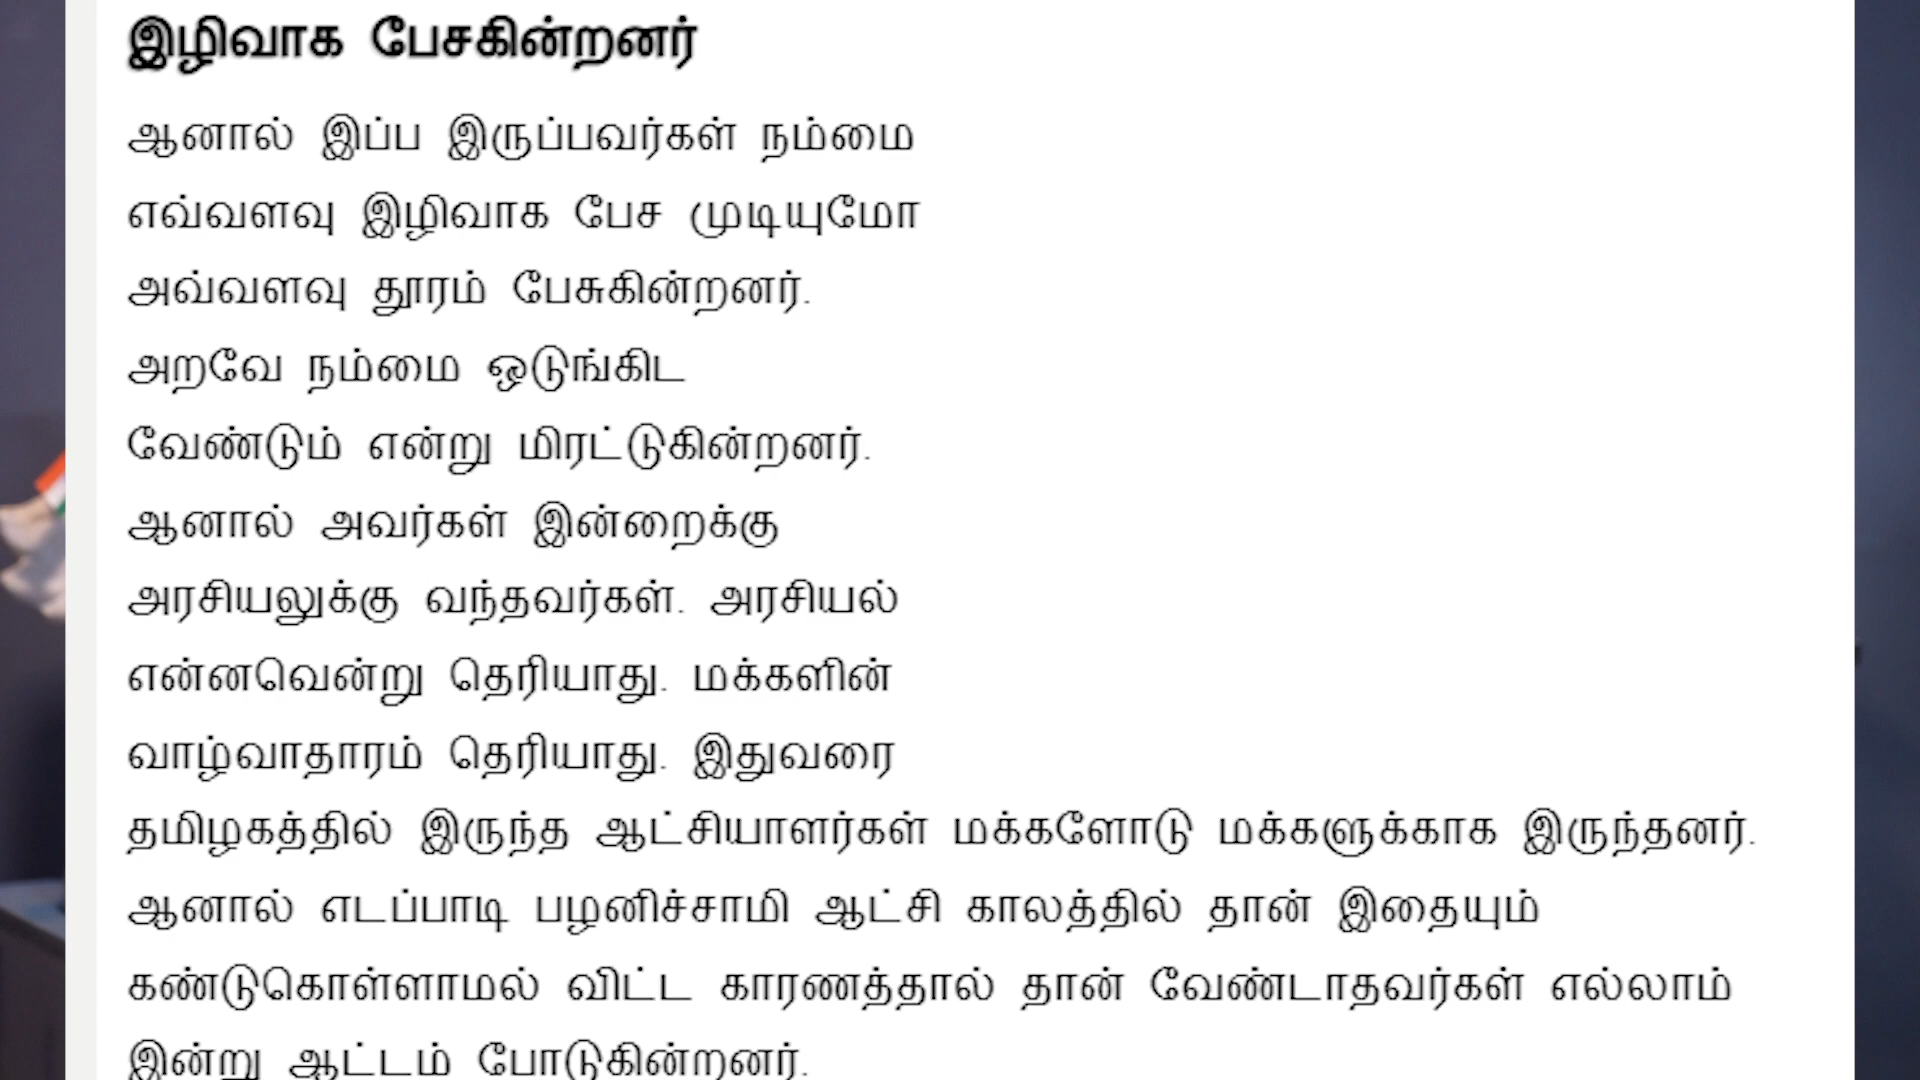 இழிவாக பேசகின்றனர்
ஆனால் இப்ப இருப்பவர்கள் நம்மை
எவ்வளவு இழிவாக பேச முடியுமோ
அவ்வளவு தூரம் பேசுகின்றனர்.
அறவே நம்மை ஒடுங்கிட
வேண்டும் என்று மிரட்டுகின்றனர்.
ஆனால் அவர்கள் இன்றைக்கு
அரசியலுக்கு வந்தவர்கள். அரசியல்
என்னவென்று தெரியாது. மக்களின்
வாழ்வாதாரம் தெரியாது. இதுவரை
தமிழகத்தில் இருந்த ஆட்சியாளர்கள் மக்களோடு மக்களுக்காக இருந்தனர்.
ஆனால் எடப்பாடி பழனிச்சாமி ஆட்சி காலத்தில் தான் இதையும்
கண்டுகொள்ளாமல் விட்ட காரணத்தால் தான் வேண்டாதவர்கள் எல்லாம்
இன்று ஆட்டம் போடுகின்றனர்.